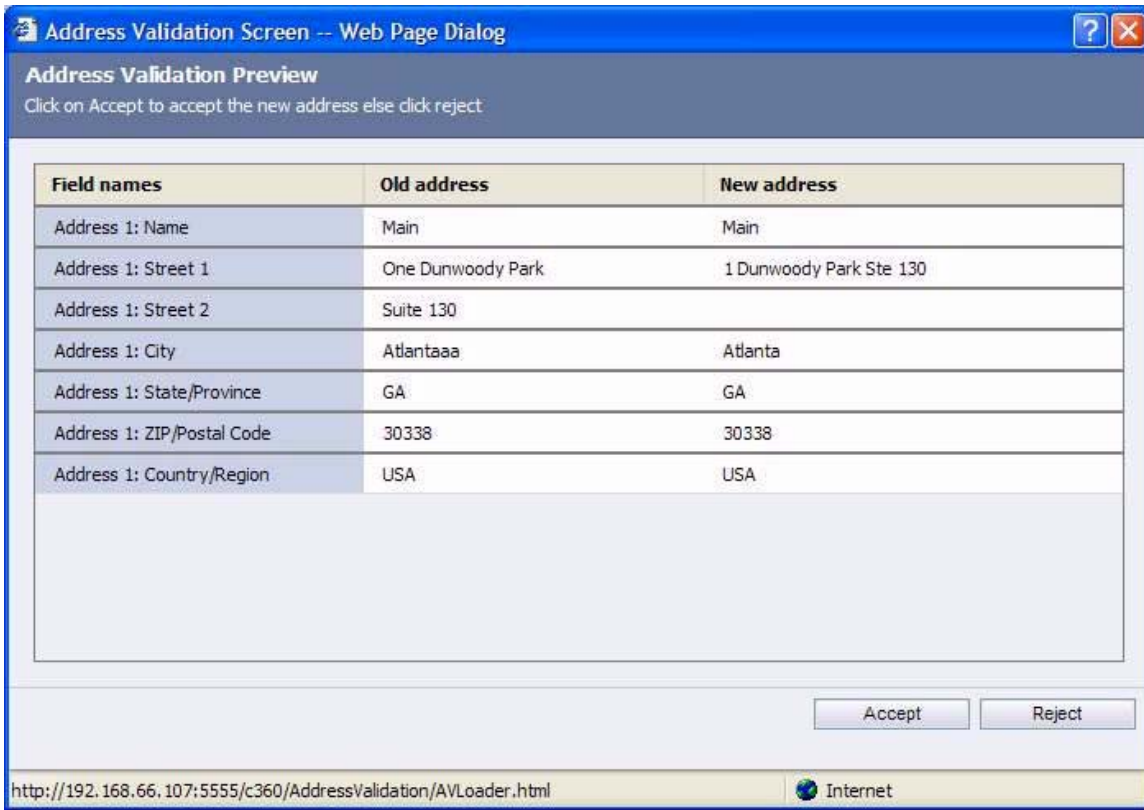 Address Validation Screen -- Web Page Dialog
Address Validation Preview
Click on Accept to accept the new address else click reject
Field names Old address New address
Address 1: Name Main Main
Address 1: Street 1 One Dunwoody Park 1 Dunwoody Park Ste 130
Address 1: Street 2 Suite 130
Address 1: City Atlantaaa Atlanta
Address 1: State/Province GA GA
Address 1: ZIP/Postal Code 30338 30338
Address 1: Country/Region USA USA
Accept Reject
http://192.168.66.107:5555/c360/AddressValidation/AVLoader.html Internet